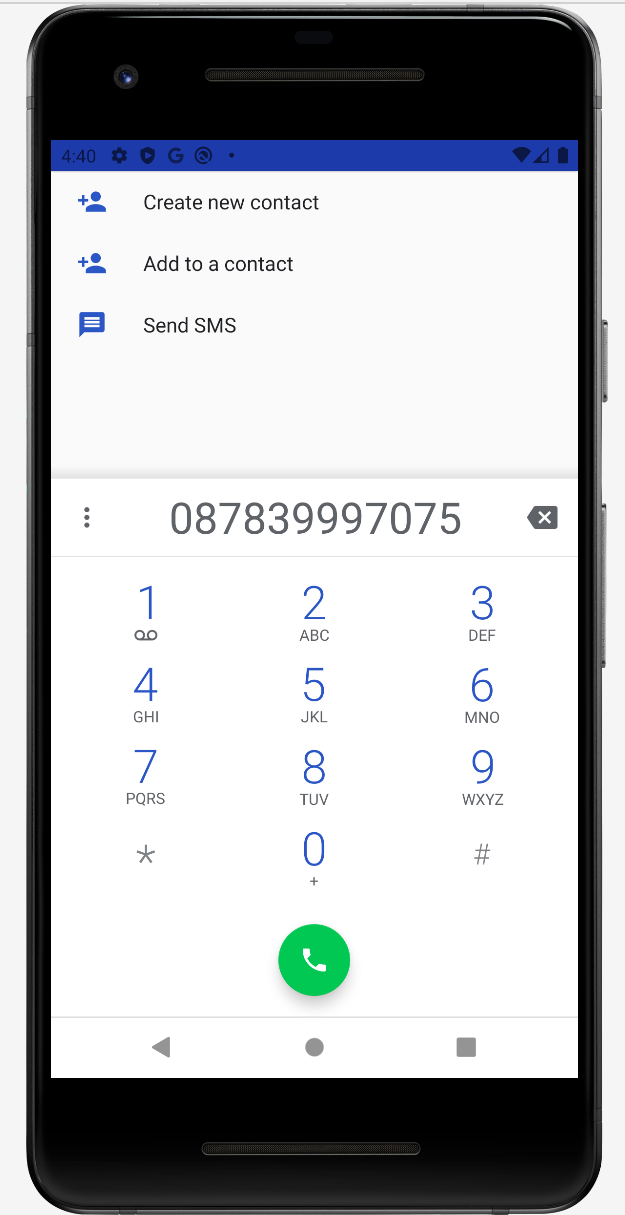 4:40
Create new contact
Add to a contact
Send SMS
087839997075
1 2 3
ABC DEF
4 5 6
GHI JKL MNO
7 8 9
PQRS TUV WXYZ
* 0 #
+